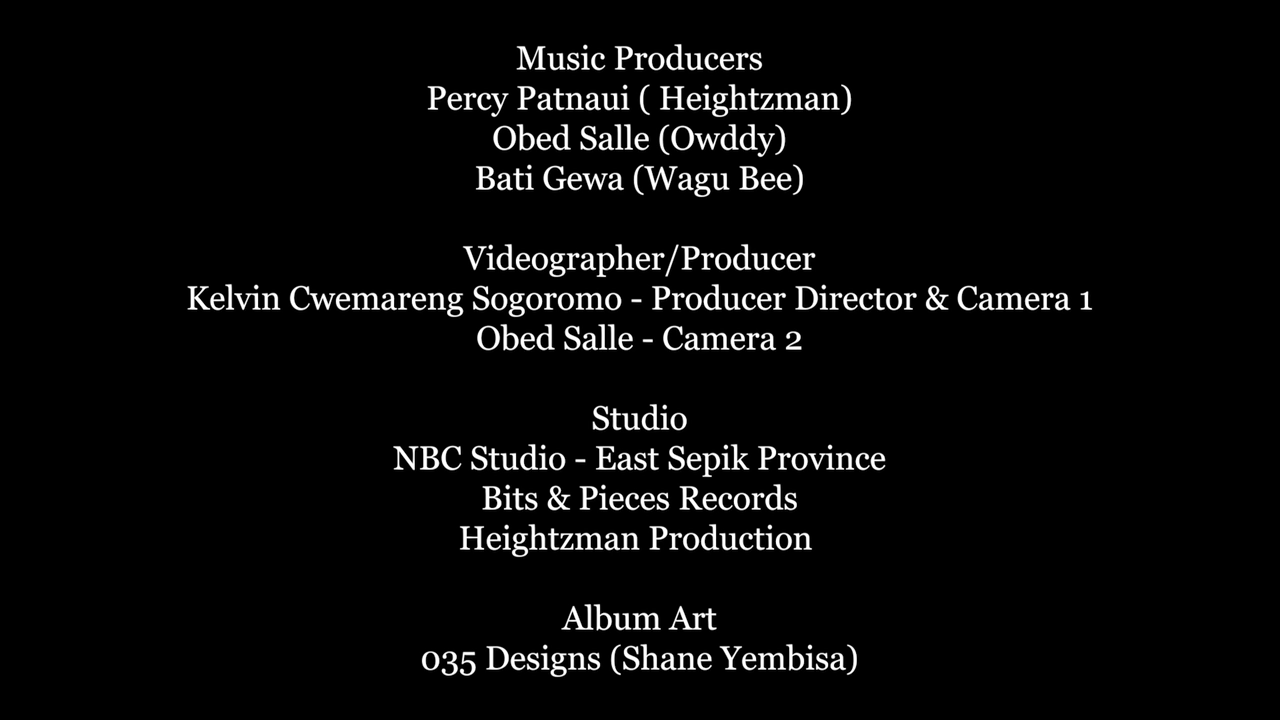 Music Producers
Percy Patnaui ( Heightzman)
Obed Salle (Owddy)
Bati Gewa (Wagu Bee)
Videographer/Producer
Kelvin Cwemareng Sogoromo - Producer Director & Camera 1
Obed Salle - Camera 2
Studio
NBC Studio - East Sepik Province
Bits & Pieces Records
Heightzman Production
Album Art
035 Designs (Shane Yembisa)